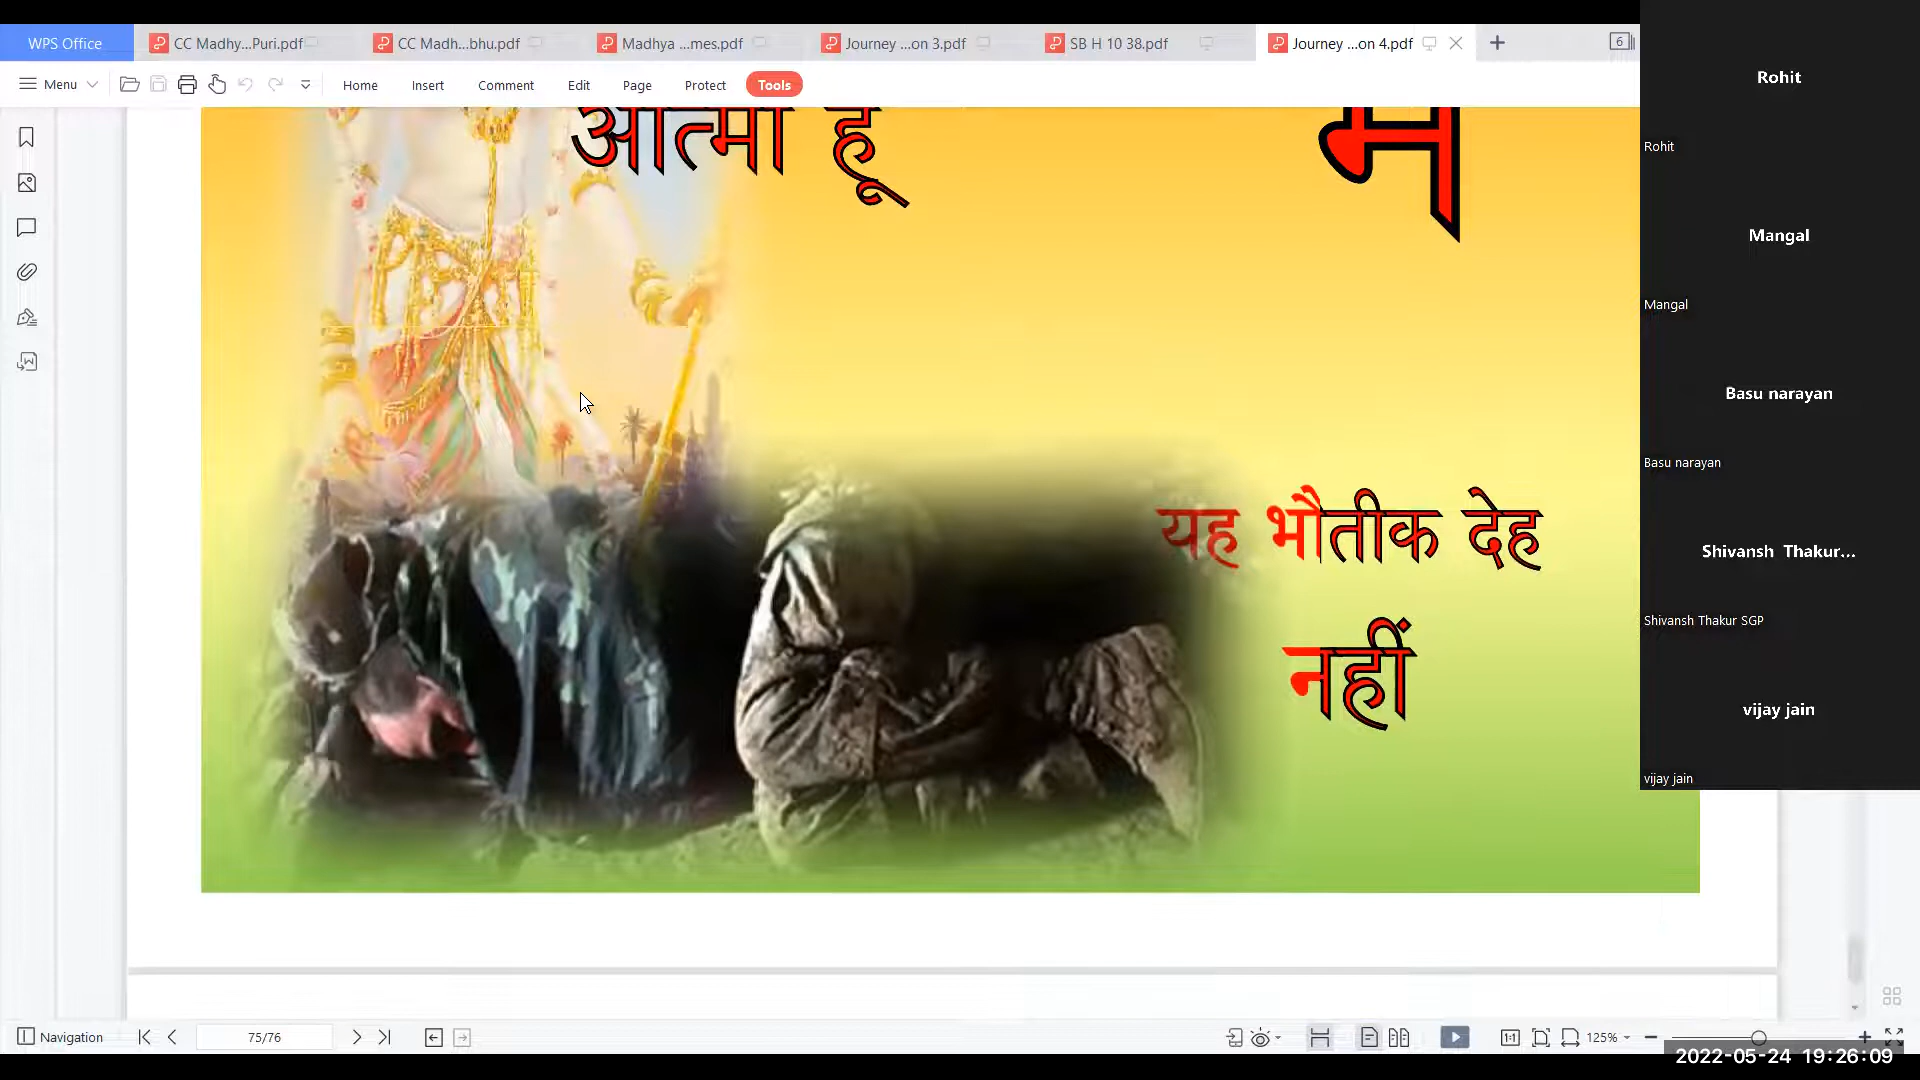 WPS Office
CC Madhy...Puri.pdf
CC Madh...bhu.pdf
Madhya ...mes.pdf
Journey ...on 3.pdf
SB H 10 38.pdf
Journey ...on 4.pdf
6
Menu
Home
Insert
Comment
Edit
Page
Protect
Tools
आत्मा हूँ
यह भौतीक देह
नहीं
Rohit
Rohit
Mangal
Mangal
Basu narayan
Basu narayan
Shivansh Thakur...
Shivansh Thakur SGP
vijay jain
vijay jain
Navigation
75/76
1:1
125%
2022-05-24 19:26:09